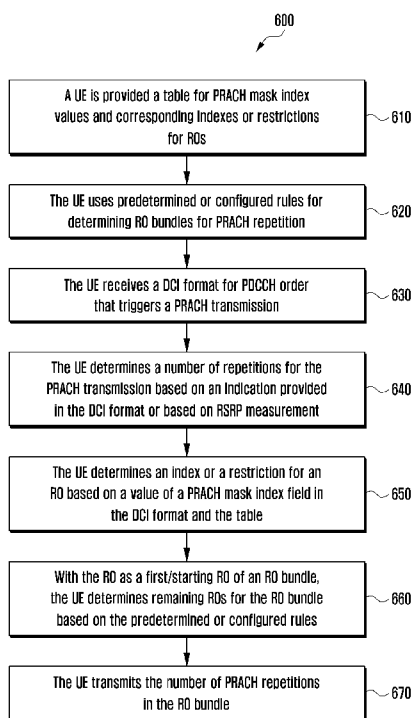 600
A UE is provided a table for PRACH mask index
values and corresponding indexes or restrictions
for ROs
610
The UE uses predetermined or configured rules for
determining RO bundles for PRACH repetition
620
The UE receives a DCI format for PDCCH order
that triggers a PRACH transmission
630
The UE determines a number of repetitions for the
PRACH transmission based on an indication provided
in the DCI format or based on RSRP measurement
640
The UE determines an index or a restriction for an
RO based on a value of a PRACH mask index field in
the DCI format and the table
650
With the RO as a first/starting RO of an RO bundle,
the UE determines remaining ROs for the RO bundle
based on the predetermined or configured rules
660
The UE transmits the number of PRACH repetitions
in the RO bundle
670